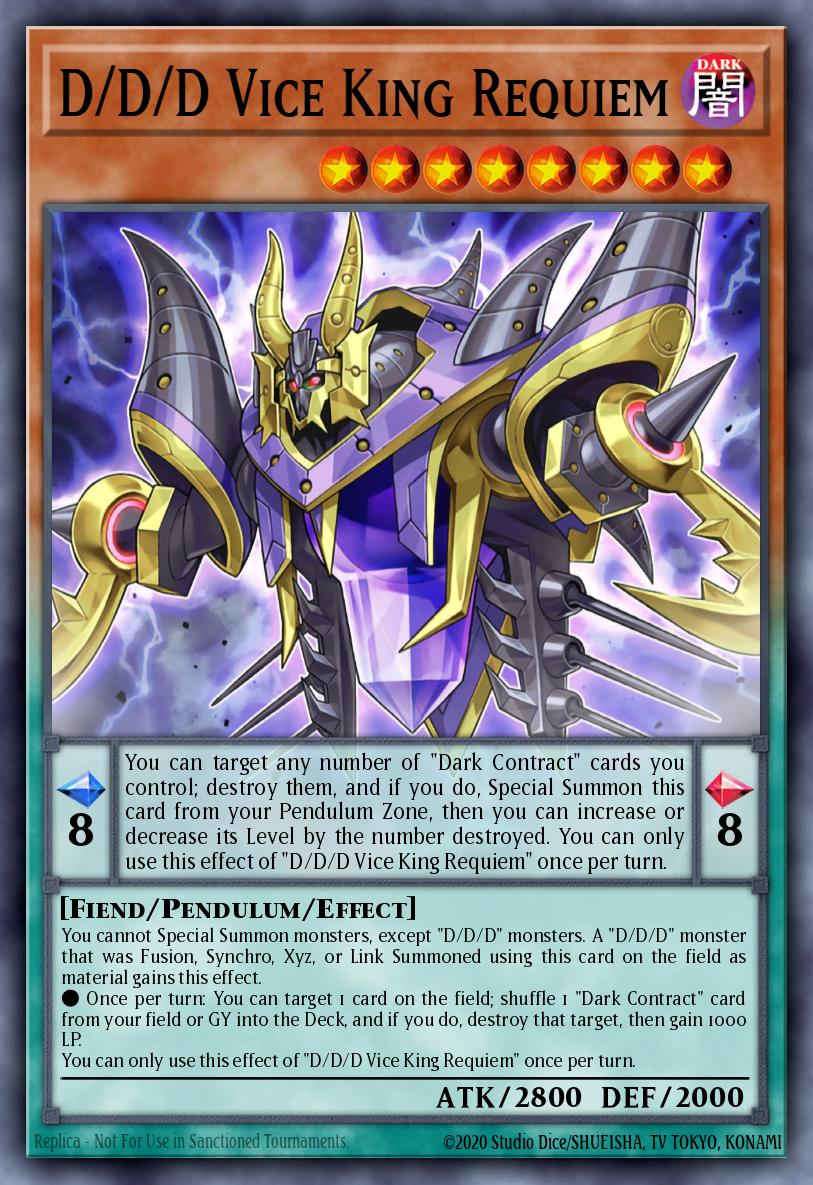 D/D/D Vice King Requiem
DARK
闇
You can target any number of "Dark Contract" cards you
control; destroy them, and if you do, Special Summon this
card from your Pendulum Zone, then you can increase or
decrease its Level by the number destroyed. You can only
use this effect of "D/D/D Vice King Requiem" once per turn.
8
8
[Fiend/Pendulum/Effect]
You cannot Special Summon monsters, except "D/D/D" monsters. A "D/D/D" monster
that was Fusion, Synchro, Xyz, or Link Summoned using this card on the field as
material gains this effect.
● Once per turn: You can target 1 card on the field; shuffle 1 "Dark Contract" card
from your field or GY into the Deck, and if you do, destroy that target, then gain 1000
LP.
You can only use this effect of "D/D/D Vice King Requiem" once per turn.
ATK/2800 DEF/2000
Replica - Not For Use in Sanctioned Tournaments.
©2020 Studio Dice/SHUEISHA, TV TOKYO, KONAMI